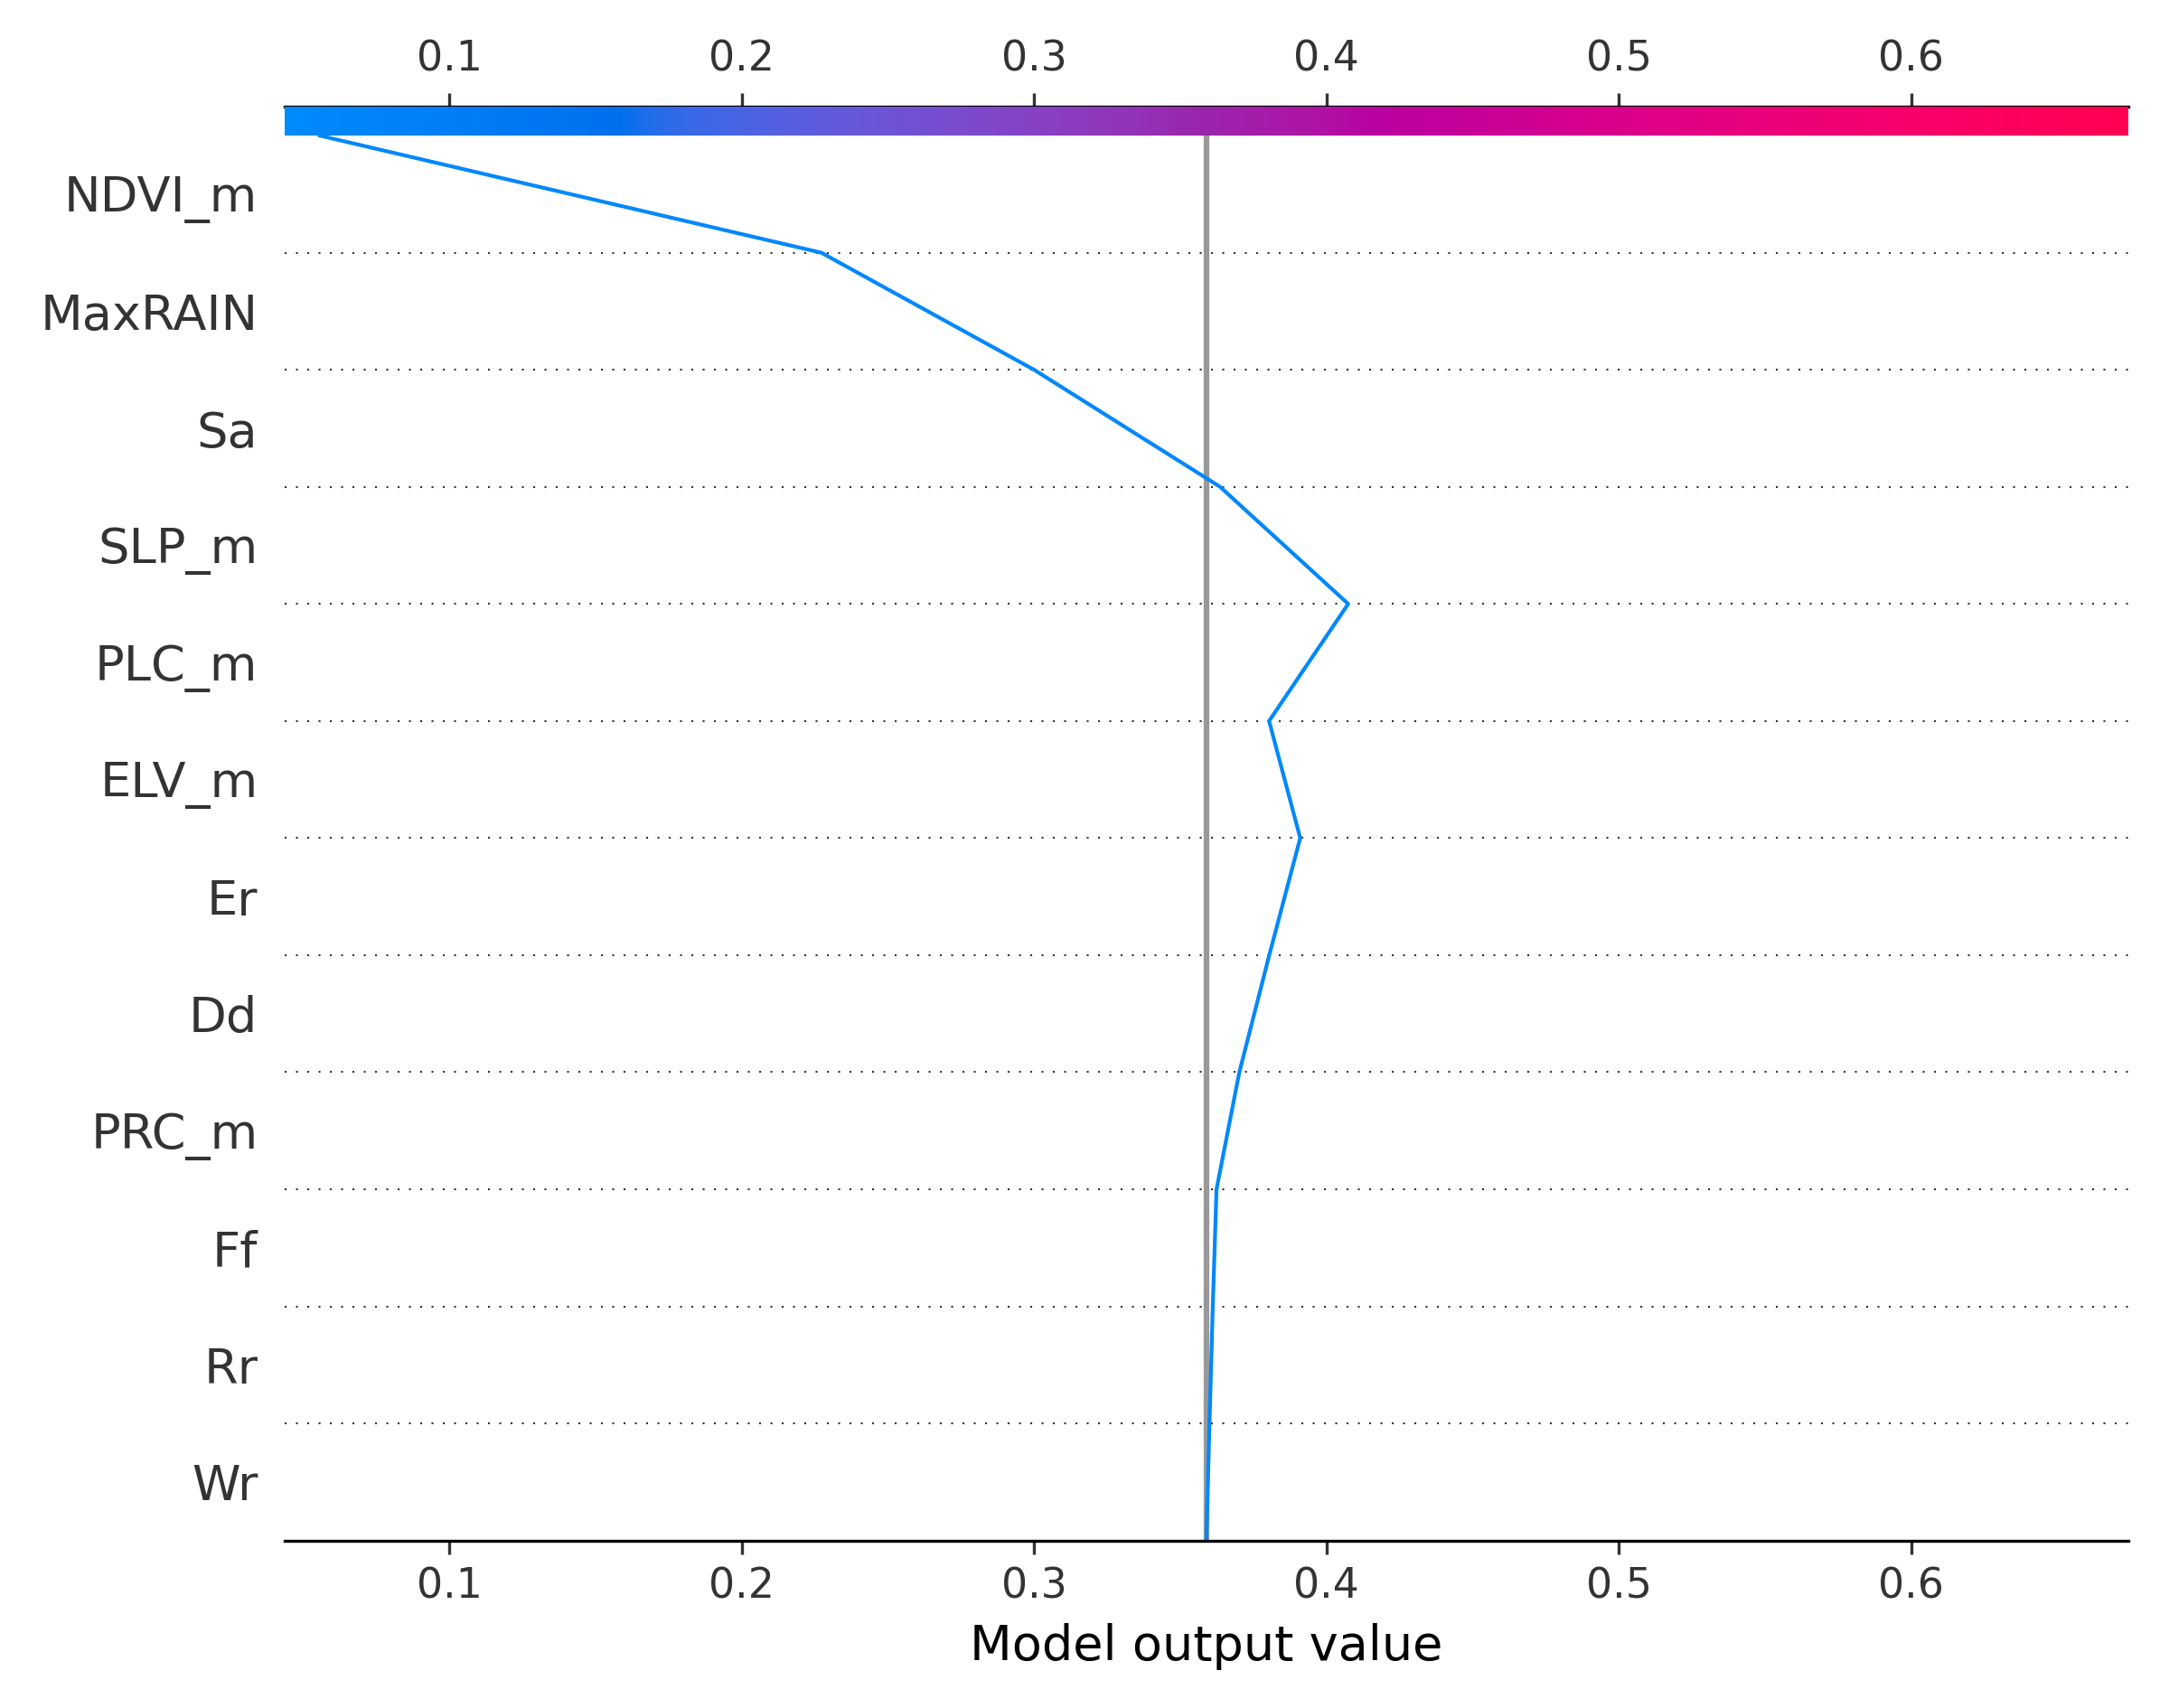 0.1 0.2 0.3 0.4 0.5 0.6
NDVI_m
MaxRAIN
Sa
SLP_m
PLC_m
ELV_m
Er
Dd
PRC_m
Ff
Rr
Wr
0.1 0.2 0.3 0.4 0.5 0.6
Model output value